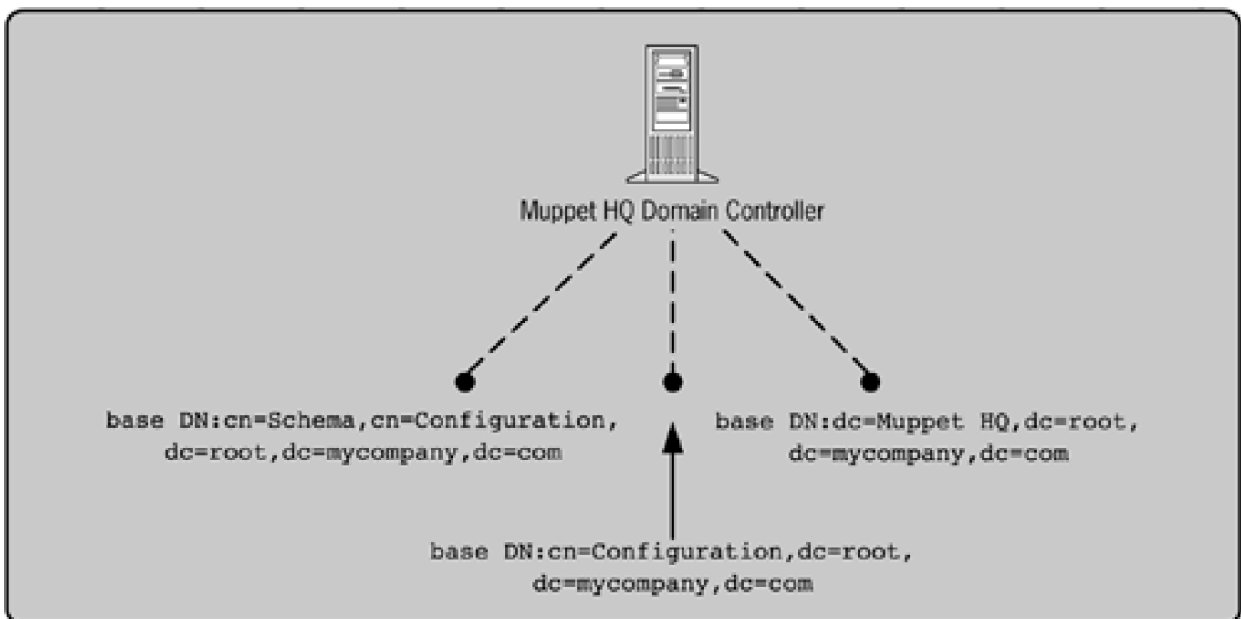 Muppet HQ Domain Controller
base DN:cn=Schema,cn=Configuration,
dc=root,dc=mycompany,dc=com
base DN:dc=Muppet HQ,dc=root,
dc=mycompany,dc=com
base DN:cn=Configuration,dc=root,
dc=mycompany,dc=com